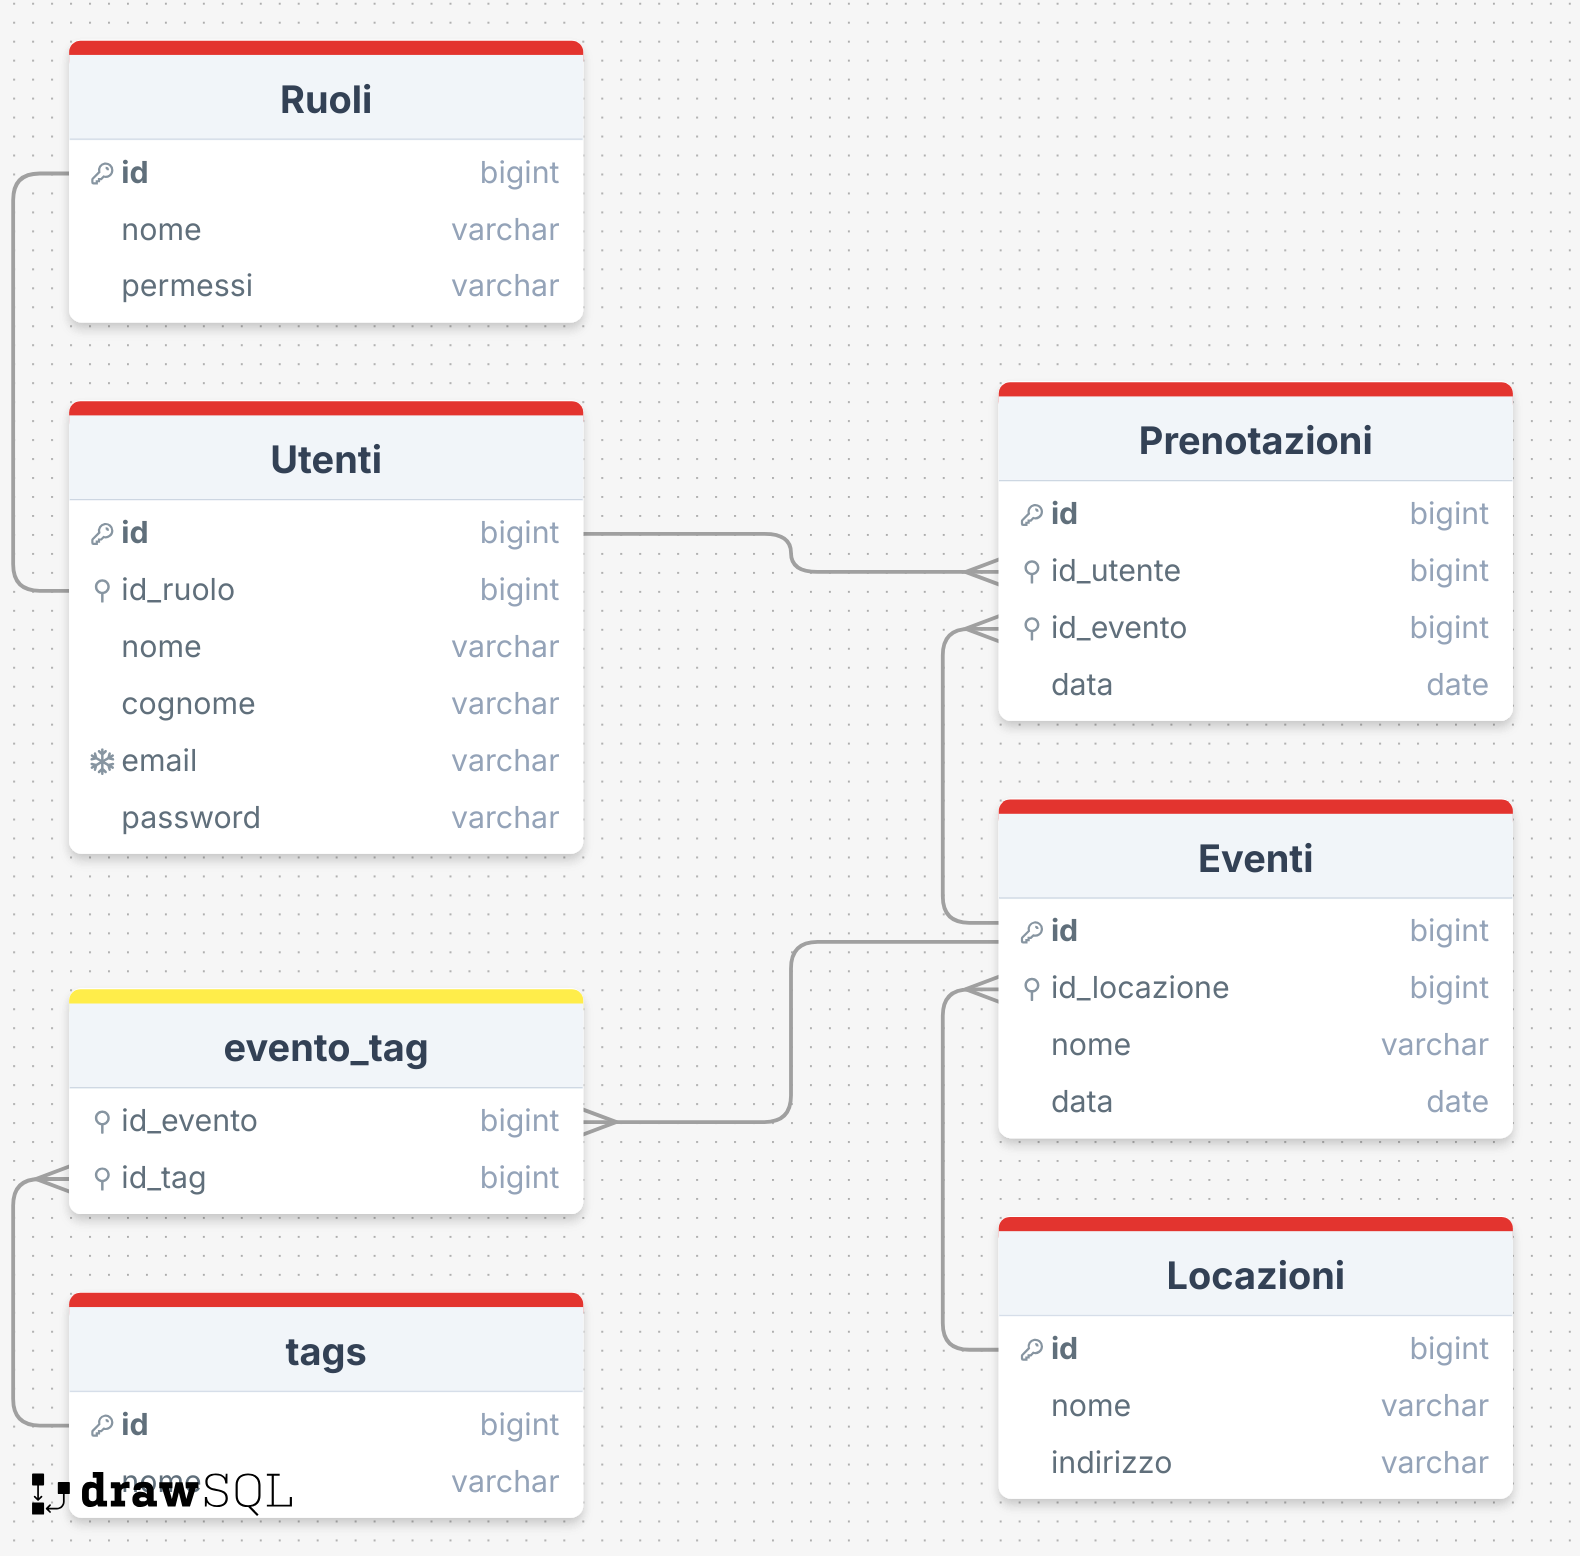 Ruoli
id bigint
nome varchar
permessi varchar
Utenti
id bigint
id_ruolo bigint
nome varchar
cognome varchar
email varchar
password varchar
evento_tag
id_evento bigint
id_tag bigint
tags
id bigint
nome varchar
drawSQL
Prenotazioni
id bigint
id_utente bigint
id_evento bigint
data date
Eventi
id bigint
id_locazione bigint
nome varchar
data date
Locazioni
id bigint
nome varchar
indirizzo varchar